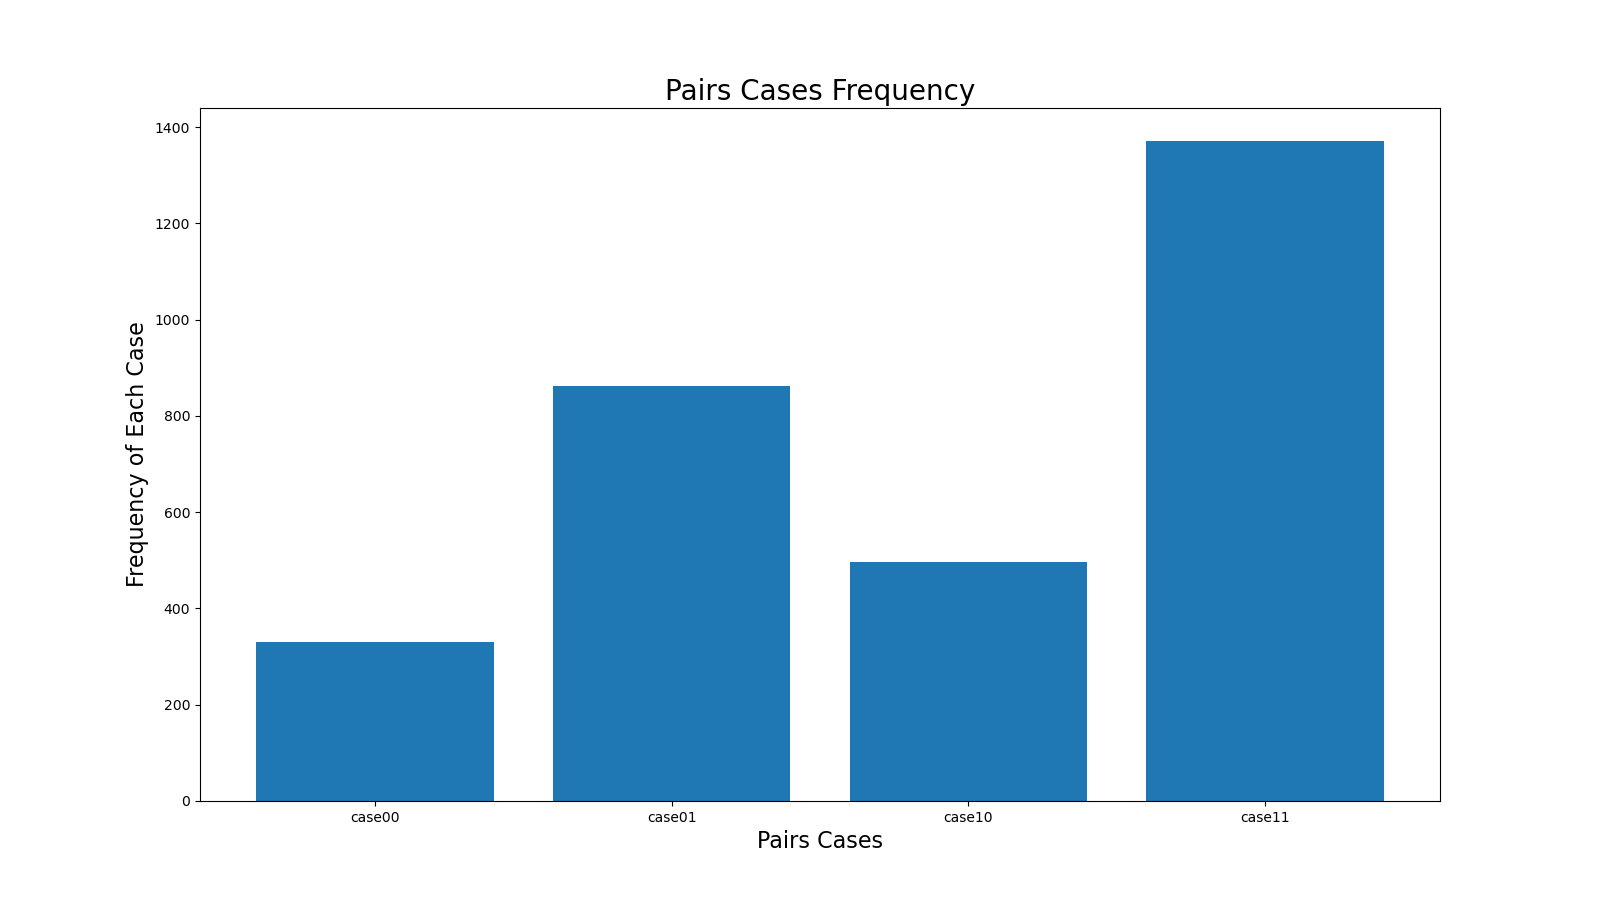 Pairs Cases Frequency
Frequency of Each Case
1400
1200
1000
800
600
400
200
0
case00 case01 case10 case11
Pairs Cases